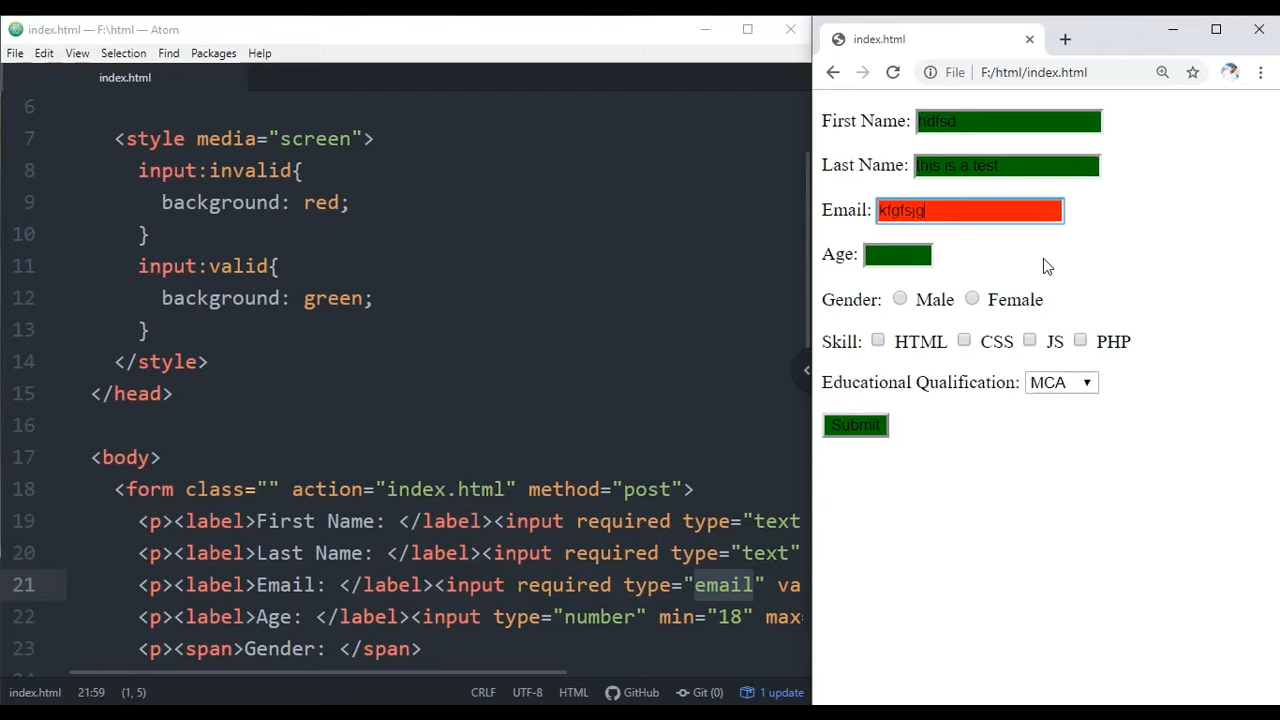 index.html — F:\html — Atom
File Edit View Selection Find Packages Help
index.html
6
7 <style media="screen">
8 input:invalid{
9 background: red;
10 }
11 input:valid{
12 background: green;
13 }
14 </style>
15 </head>
16
17 <body>
18 <form class="" action="index.html" method="post">
19 <p><label>First Name: </label><input required type="text
20 <p><label>Last Name: </label><input required type="text"
21 <p><label>Email: </label><input required type="email" va
22 <p><label>Age: </label><input type="number" min="18" max=
23 <p><span>Gender: </span>
index.html 21:59 (1, 5) CRLF UTF-8 HTML GitHub Git (0) 1 update
index.html
File F:/html/index.html
First Name: hdfsd
Last Name: this is a test
Email: kfgfsjg
Age:
Gender: Male Female
Skill: HTML CSS JS PHP
Educational Qualification: MCA
Submit